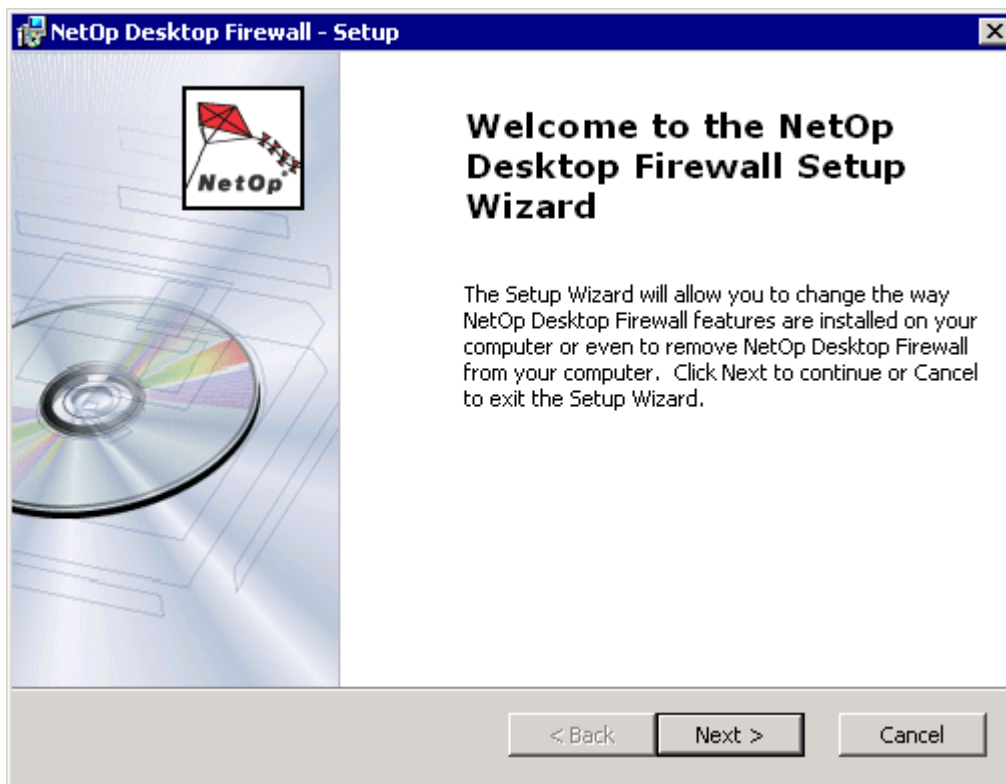 NetOp Desktop Firewall - Setup
NetOp®
Welcome to the NetOp
Desktop Firewall Setup
Wizard
The Setup Wizard will allow you to change the way
NetOp Desktop Firewall features are installed on your
computer or even to remove NetOp Desktop Firewall
from your computer.  Click Next to continue or Cancel
to exit the Setup Wizard.
< Back
Next >
Cancel